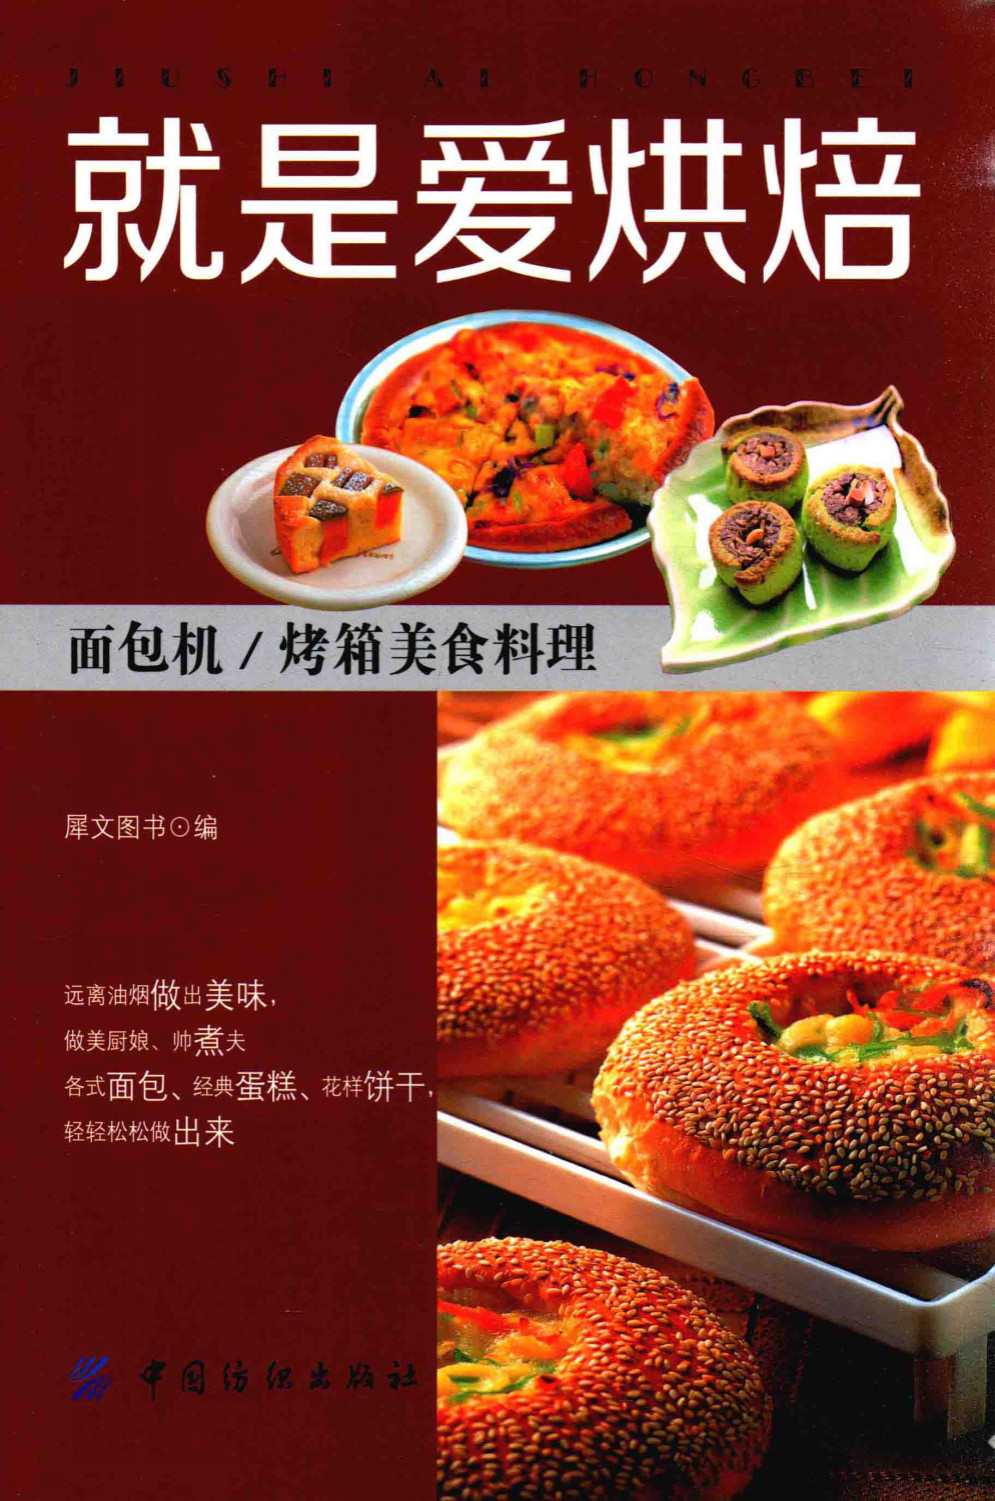 JIUSHI AI HONGBEI
就是爱烘焙
面包机 / 烤箱美食料理
犀文图书⊙编
远离油烟做出美味，
做美厨娘、帅煮夫
各式面包、经典蛋糕、花样饼干，
轻轻松松做出来
中国纺织出版社